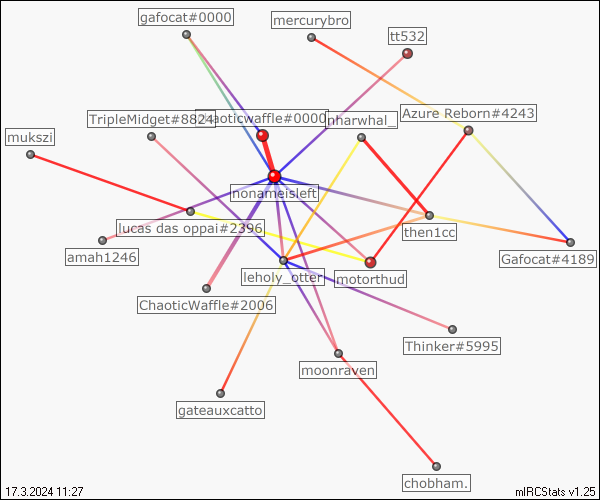 gafocat#0000
mercurybro
tt532
TripleMidget#8824
chaoticwaffle#0000
nharwhal_
Azure Reborn#4243
mukszi
nonameisleft
lucas das oppai#2396
then1cc
amah1246
leholy_otter
motorthud
Gafocat#4189
ChaoticWaffle#2006
Thinker#5995
moonraven
gateauxcatto
chobham.
17.3.2024 11:27
mIRCStats v1.25